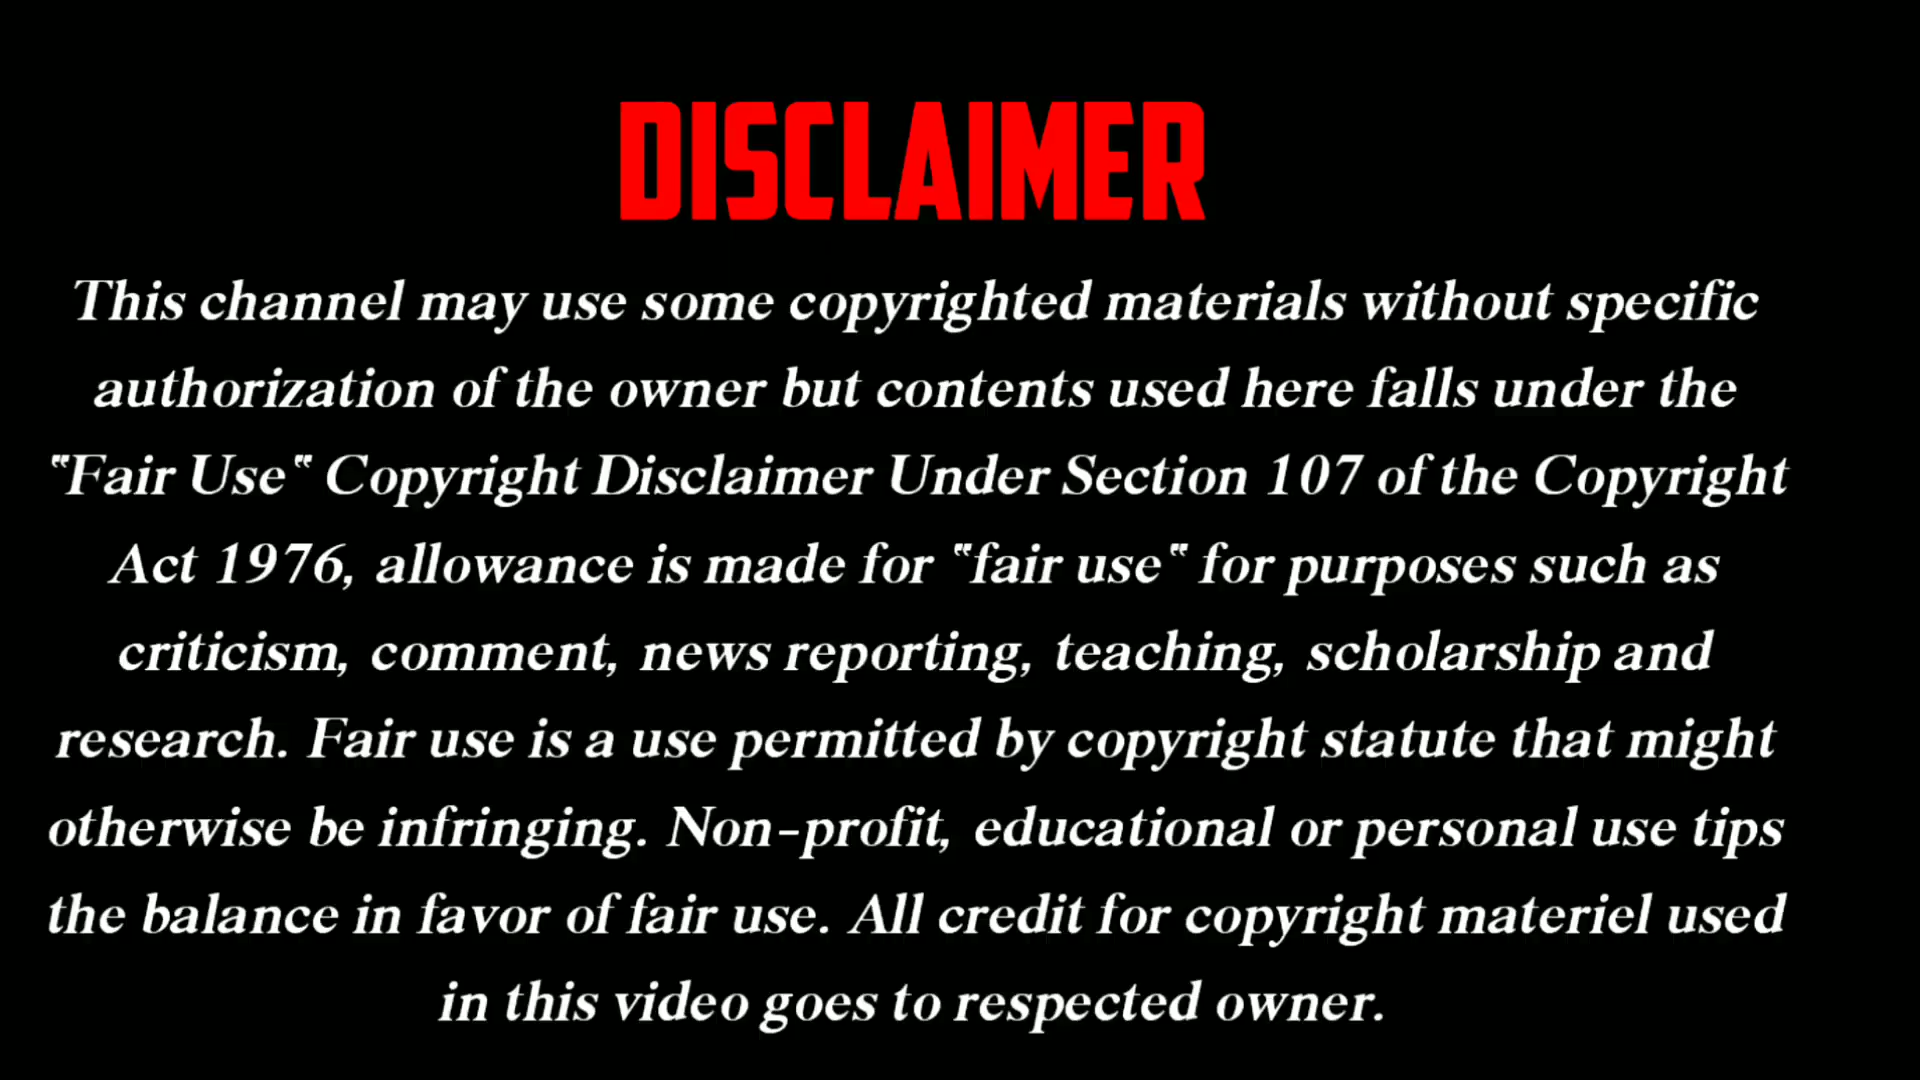 DISCLAIMER
This channel may use some copyrighted materials without specific
authorization of the owner but contents used here falls under the
"Fair Use" Copyright Disclaimer Under Section 107 of the Copyright
Act 1976, allowance is made for "fair use" for purposes such as
criticism, comment, news reporting, teaching, scholarship and
research. Fair use is a use permitted by copyright statute that might
otherwise be infringing. Non-profit, educational or personal use tips
the balance in favor of fair use. All credit for copyright materiel used
in this video goes to respected owner.